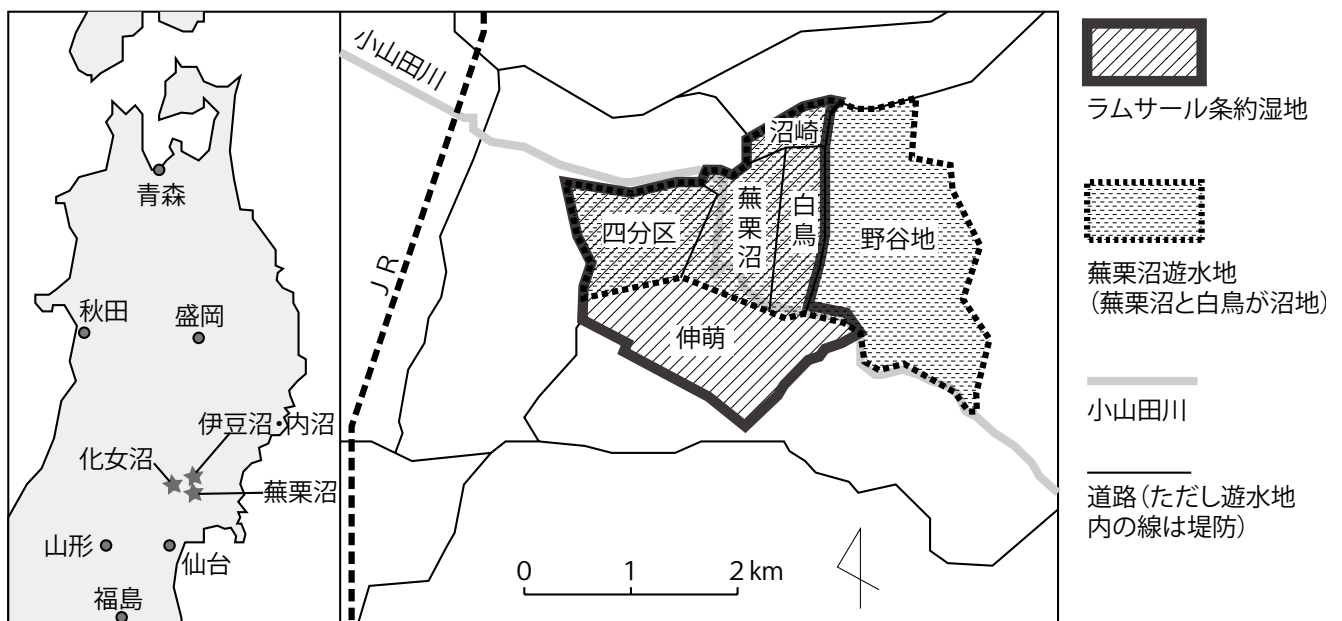 青森
秋田
盛岡
伊豆沼・内沼
化女沼
蕪栗沼
山形
仙台
福島
小山田川
JR
沼崎
四分区
蕪栗沼
白鳥
野谷地
伸萌
0 1 2 km
ラムサール条約湿地
蕪栗沼遊水地
(蕪栗沼と白鳥が沼地)
小山田川
道路(ただし遊水地
内の線は堤防)